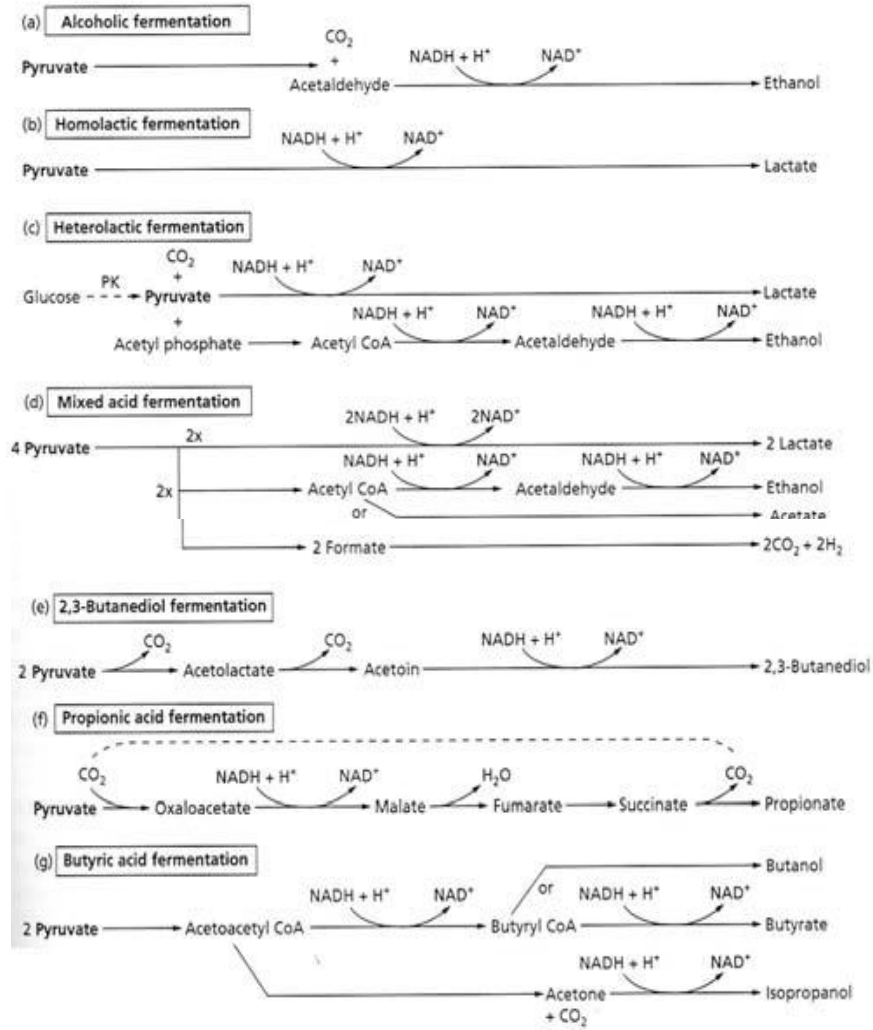 (a) Alcoholic fermentation
CO₂
+
NADH + H⁺ NAD⁺
Pyruvate
Acetaldehyde
Ethanol
(b) Homolactic fermentation
NADH + H⁺ NAD⁺
Pyruvate
Lactate
(c) Heterolactic fermentation
CO₂
+
NADH + H⁺ NAD⁺
PK
Glucose Pyruvate Lactate
+
NADH + H⁺ NAD⁺ NADH + H⁺ NAD⁺
Acetyl phosphate Acetyl CoA Acetaldehyde Ethanol
(d) Mixed acid fermentation
2NADH + H⁺ 2NAD⁺
2x
4 Pyruvate 2 Lactate
NADH + H⁺ NAD⁺ NADH + H⁺ NAD⁺
2x Acetyl CoA Acetaldehyde Ethanol
or
Acetate
2 Formate 2CO₂ + 2H₂
(e) 2,3-Butanediol fermentation
CO₂ CO₂ NADH + H⁺ NAD⁺
2 Pyruvate Acetolactate Acetoin 2,3-Butanediol
(f) Propionic acid fermentation
CO₂ NADH + H⁺ NAD⁺ H₂O CO₂
Pyruvate Oxaloacetate Malate Fumarate Succinate Propionate
(g) Butyric acid fermentation
Butanol
or
NADH + H⁺ NAD⁺ NADH + H⁺ NAD⁺
2 Pyruvate Acetoacetyl CoA Butyryl CoA Butyrate
NADH + H⁺ NAD⁺
Acetone Isopropanol
+ CO₂